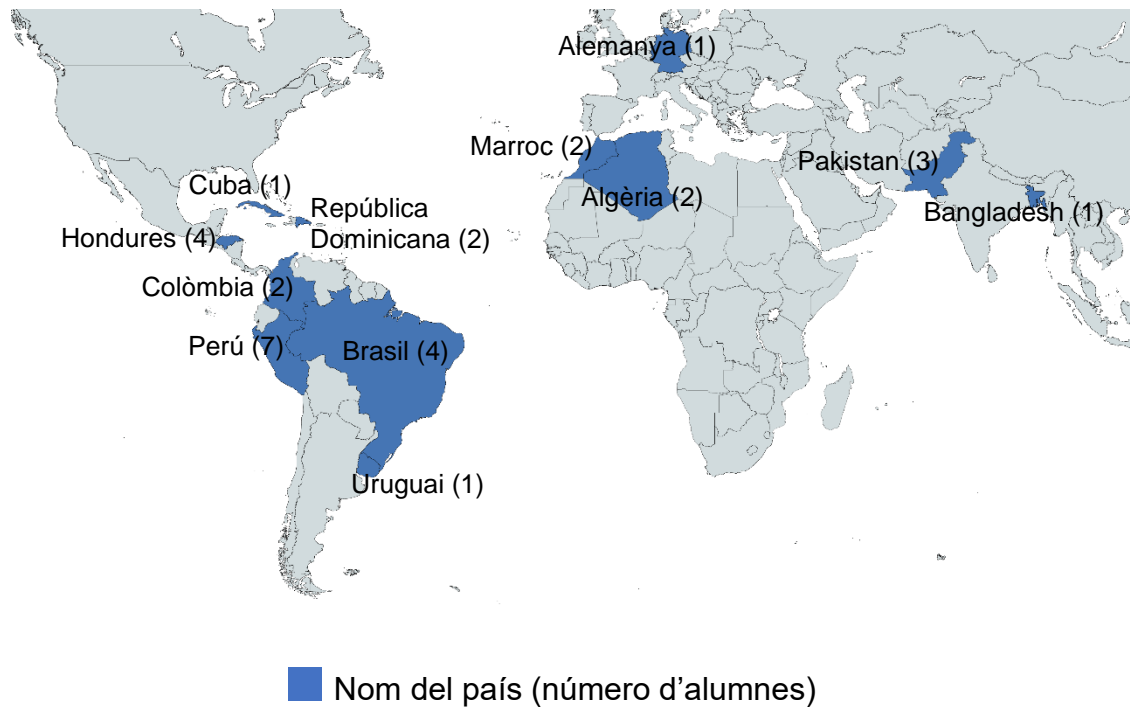 Alemanya (1)
Marroc (2)
Algèria (2)
Pakistan (3)
Bangladesh (1)
Cuba (1)
República
Dominicana (2)
Hondures (4)
Colòmbia (2)
Perú (7)
Brasil (4)
Uruguai (1)
Nom del país (número d’alumnes)